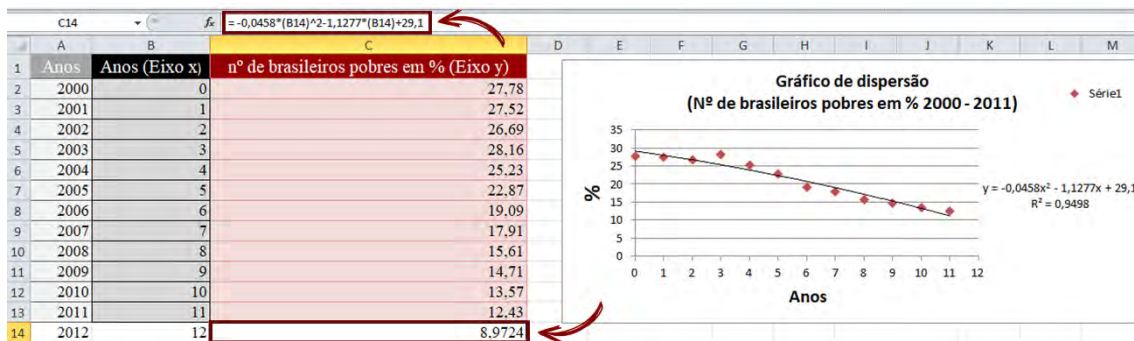 C14 fx = -0,0458*(B14)^2-1,1277*(B14)+29,1
A B C D E F G H I J K L M
1 Anos Anos (Eixo x) nº de brasileiros pobres em % (Eixo y)
2 2000 0 27,78
3 2001 1 27,52
4 2002 2 26,69
5 2003 3 28,16
6 2004 4 25,23
7 2005 5 22,87
8 2006 6 19,09
9 2007 7 17,91
10 2008 8 15,61
11 2009 9 14,71
12 2010 10 13,57
13 2011 11 12,43
14 2012 12 8,9724
Gráfico de dispersão
(Nº de brasileiros pobres em % 2000 - 2011)
Série1
35
30
25
20
15
10
5
0
%
0 1 2 3 4 5 6 7 8 9 10 11 12
Anos
y = -0,0458x² - 1,1277x + 29,1
R² = 0,9498